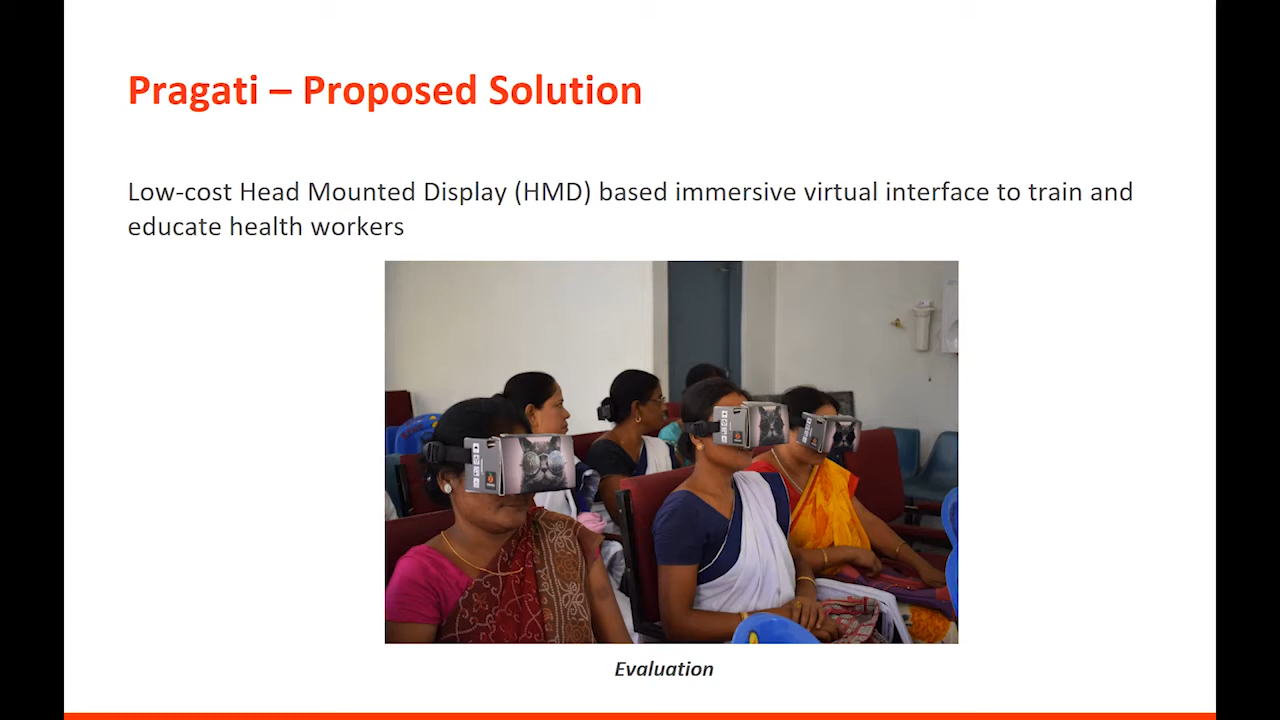 Pragati – Proposed Solution
Low-cost Head Mounted Display (HMD) based immersive virtual interface to train and
educate health workers
Evaluation